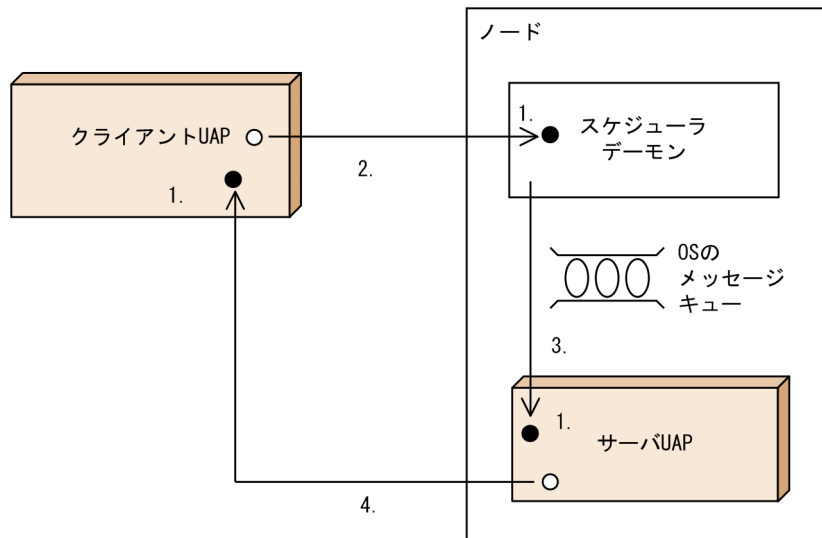 ノード
クライアントUAP
1.
2.
1.
スケジューラ
デーモン
OSの
メッセージ
キュー
3.
1.
サーバUAP
4.